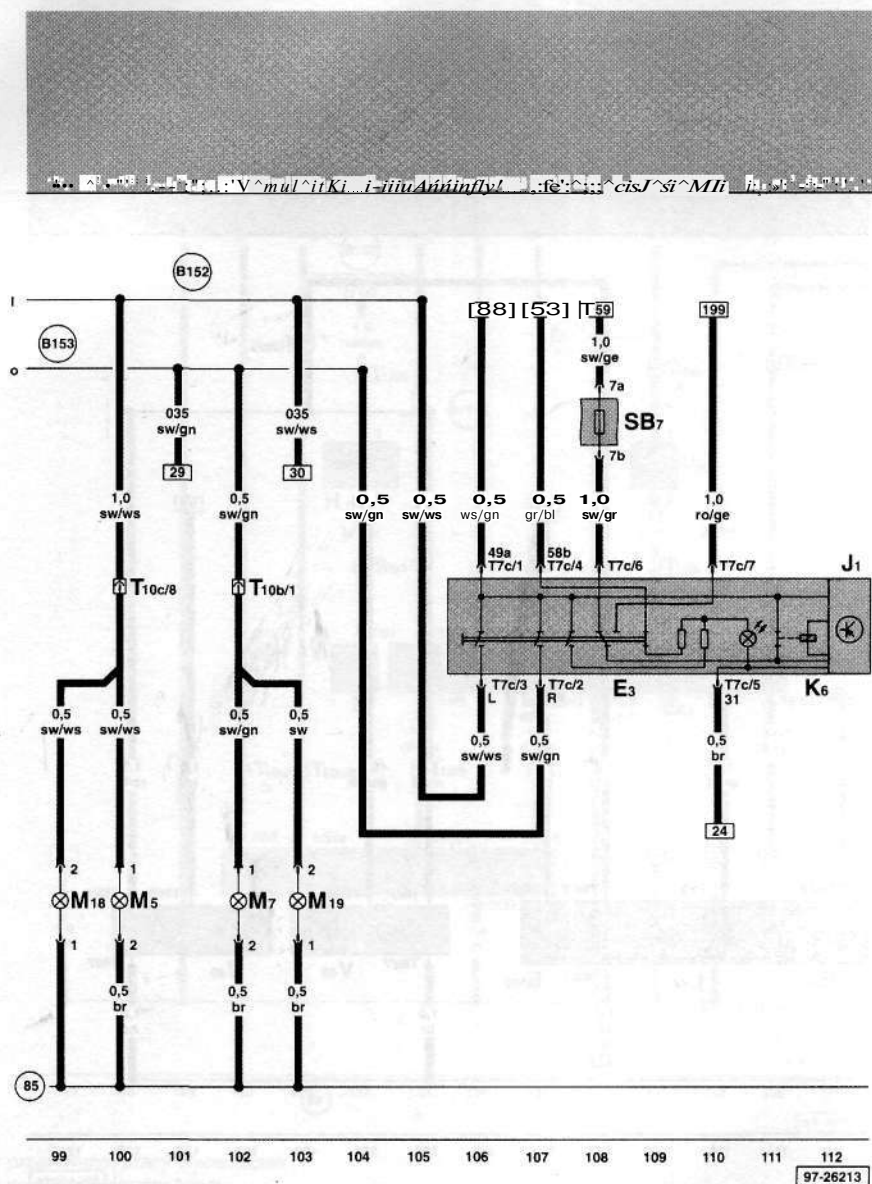 B152
l
[88] [53] |T59 199
B153
1,0
sw/ge
o
7a
035
sw/gn
035
sw/ws
SB7
29
30
7b
1,0
sw/ws
0,5
sw/gn
0,5
sw/gn
0,5
sw/ws
0,5
ws/gn
0,5
gr/bl
1,0
sw/gr
1,0
ro/ge
49a
T7c/1
58b
T7c/4
T7c/6
T7c/7
J1
T10c/8
T10b/1
T7c/3
L
T7c/2
R
E3
T7c/5
31
K6
0,5
sw/ws
0,5
sw/ws
0,5
sw/gn
0,5
sw
0,5
sw/ws
0,5
sw/gn
0,5
br
24
2 1 1 2
M18 M5 M7 M19
1 2 2 1
0,5
br
0,5
br
0,5
br
85
99 100 101 102 103 104 105 106 107 108 109 110 111 112
97-26213